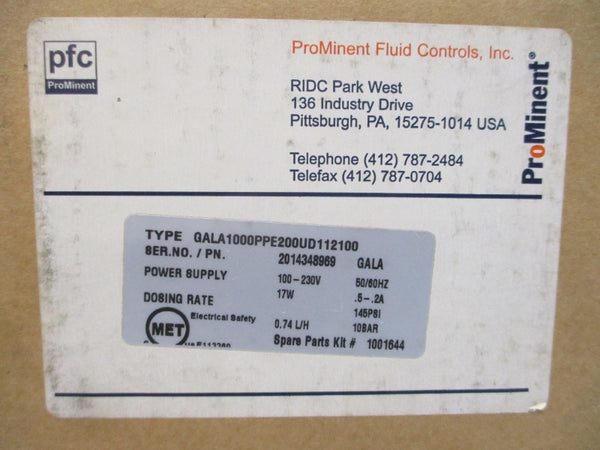 pfc
ProMinent
ProMinent Fluid Controls, Inc.
RIDC Park West
136 Industry Drive
Pittsburgh, PA, 15275-1014 USA
Telephone (412) 787-2484
Telefax (412) 787-0704
ProMinent®
TYPE GALA1000PPE200UD112100
SER.NO. / PN. 2014348969 GALA
POWER SUPPLY 100-230V 50/60HZ
17W .5-.2A
DOSING RATE 145PSI
0.74 L/H 10BAR
MET Electrical Safety
Spare Parts Kit # 1001644